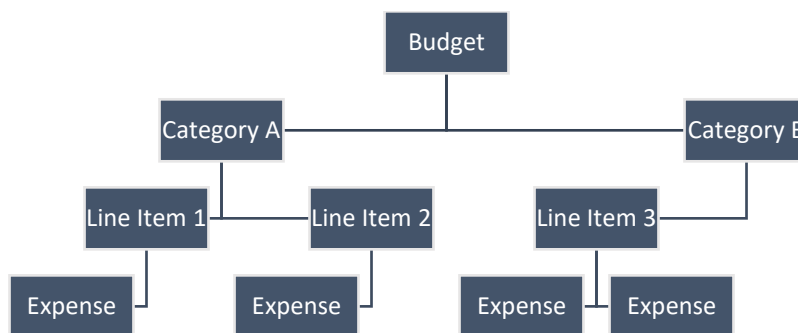 Budget
Category A
Category B
Line Item 1
Line Item 2
Line Item 3
Expense
Expense
Expense
Expense